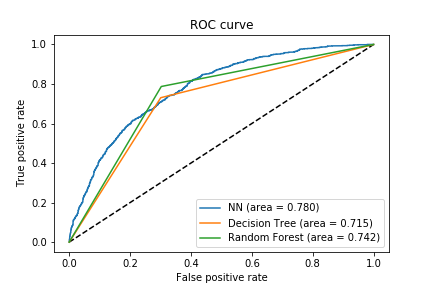 ROC curve
True positive rate
1.0
0.8
0.6
0.4
0.2
0.0
0.0 0.2 0.4 0.6 0.8 1.0
False positive rate
NN (area = 0.780)
Decision Tree (area = 0.715)
Random Forest (area = 0.742)